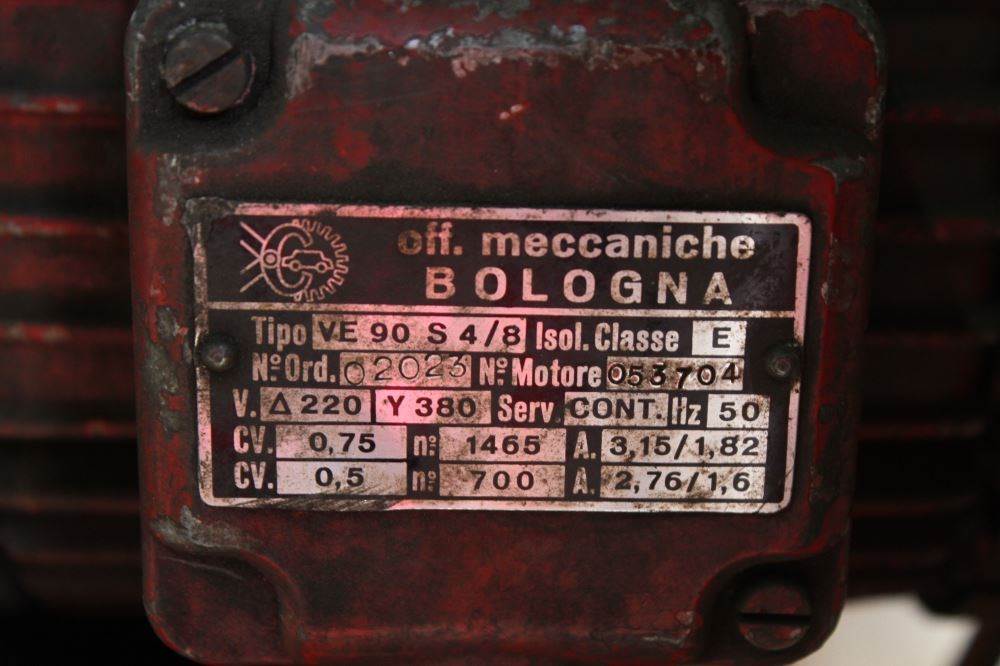 off. meccaniche
BOLOGNA
Tipo VE 90 S 4/8 Isol. Classe E
Nº Ord. 02023 Nº Motore 053704
V. Δ 220 Y 380 Serv. CONT. Hz 50
CV. 0,75 nº 1465 A. 3,15/1,82
CV. 0,5 nº 700 A. 2,76/1,6